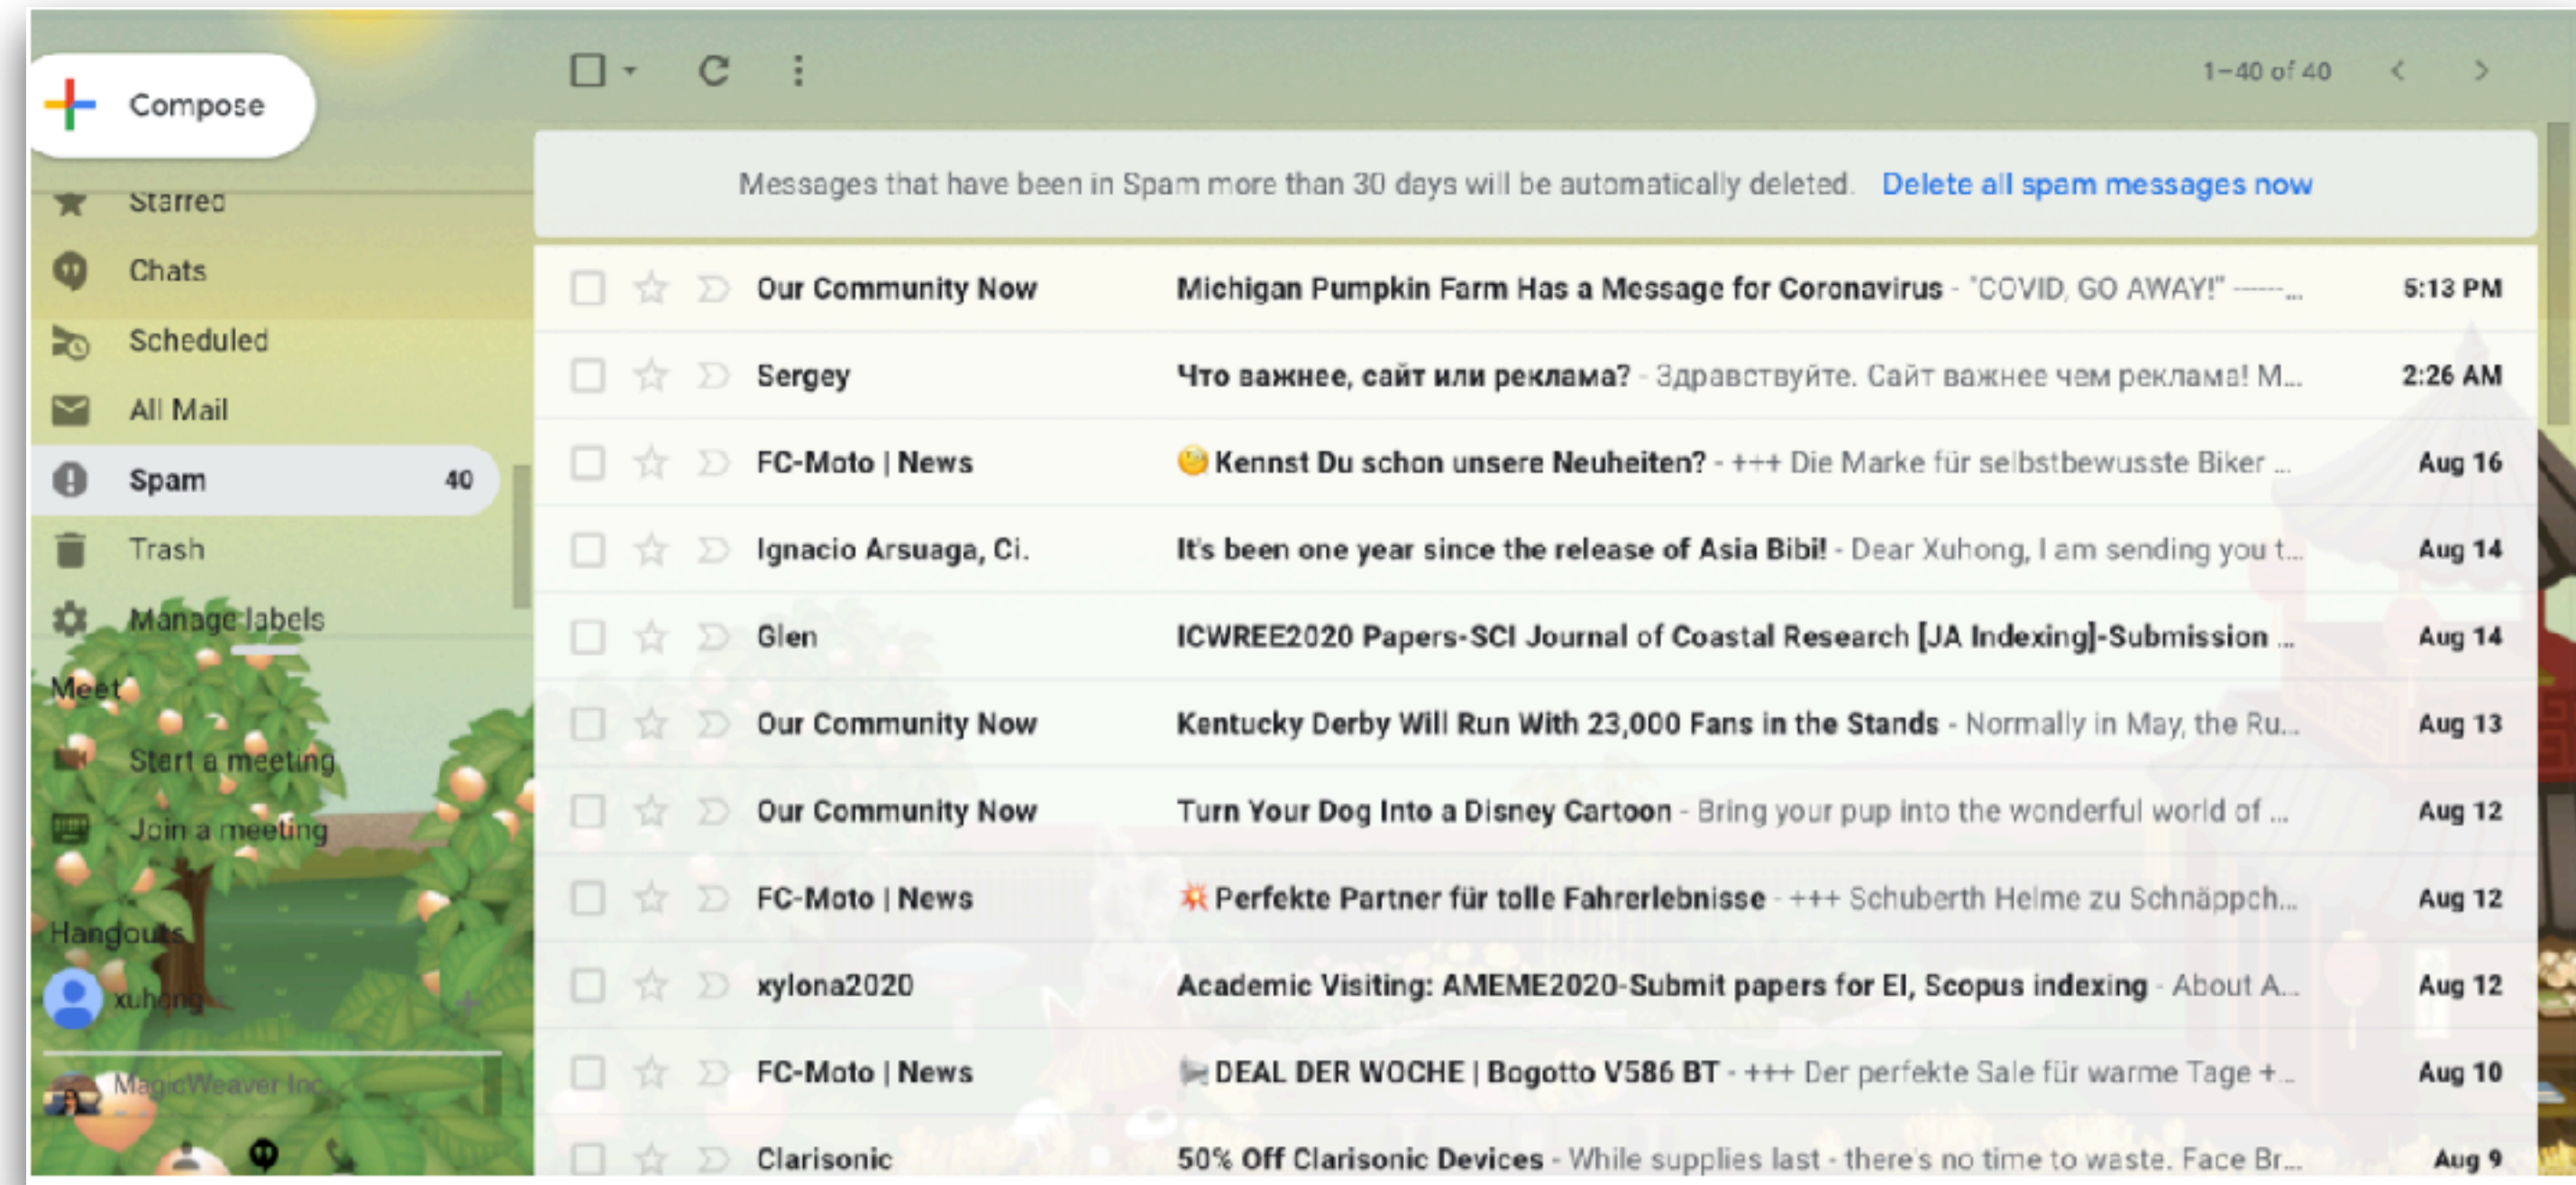 Compose
1–40 of 40
Messages that have been in Spam more than 30 days will be automatically deleted. Delete all spam messages now
Starred
Chats
Scheduled
All Mail
Spam 40
Trash
Manage labels
Meet
Start a meeting
Join a meeting
Hangouts
xuhong
MagicWeaver Inc.
Our Community Now Michigan Pumpkin Farm Has a Message for Coronavirus - "COVID, GO AWAY!" ------... 5:13 PM
Sergey Что важнее, сайт или реклама? - Здравствуйте. Сайт важнее чем реклама! М... 2:26 AM
FC-Moto | News 🧐 Kennst Du schon unsere Neuheiten? - +++ Die Marke für selbstbewusste Biker ... Aug 16
Ignacio Arsuaga, Ci. It's been one year since the release of Asia Bibi! - Dear Xuhong, I am sending you t... Aug 14
Glen ICWREE2020 Papers-SCI Journal of Coastal Research [JA Indexing]-Submission ... Aug 14
Our Community Now Kentucky Derby Will Run With 23,000 Fans in the Stands - Normally in May, the Ru... Aug 13
Our Community Now Turn Your Dog Into a Disney Cartoon - Bring your pup into the wonderful world of ... Aug 12
FC-Moto | News 💥 Perfekte Partner für tolle Fahrerlebnisse - +++ Schuberth Helme zu Schnäppch... Aug 12
xylona2020 Academic Visiting: AMEME2020-Submit papers for EI, Scopus indexing - About A... Aug 12
FC-Moto | News 📢 DEAL DER WOCHE | Bogotto V586 BT - +++ Der perfekte Sale für warme Tage +... Aug 10
Clarisonic 50% Off Clarisonic Devices - While supplies last - there's no time to waste. Face Br... Aug 9